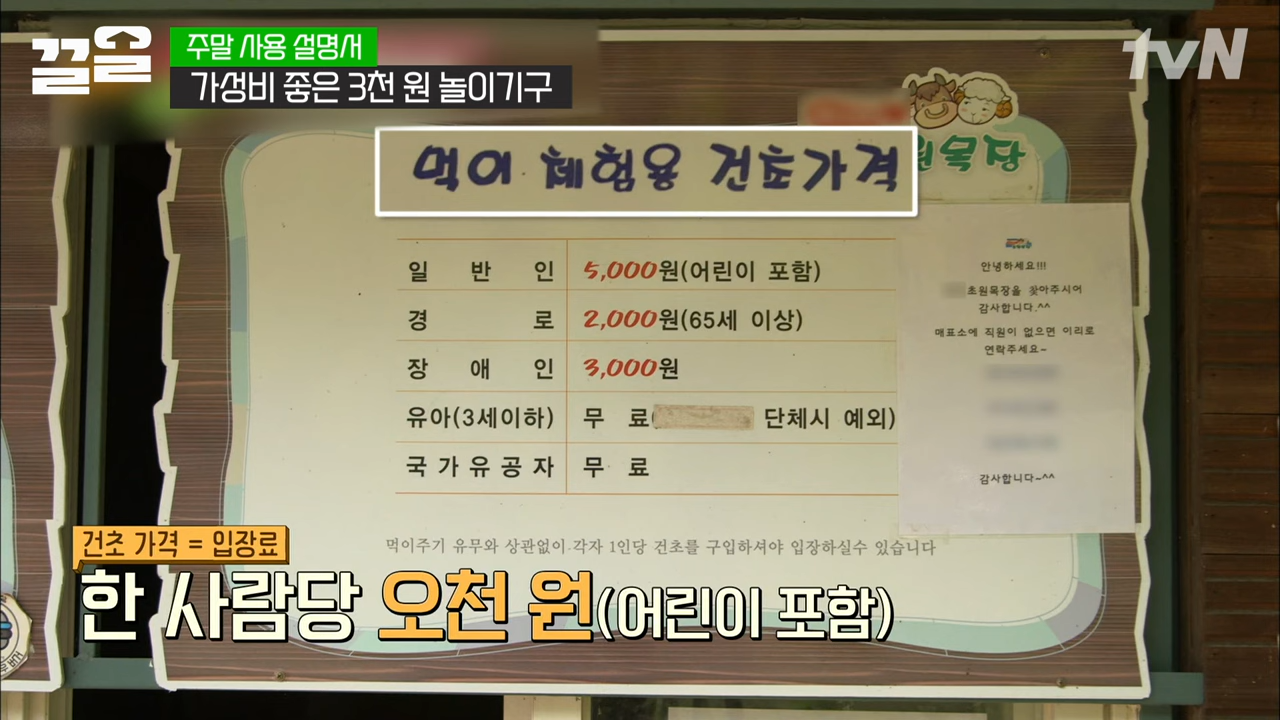 끌올
주말 사용 설명서
가성비 좋은 3천 원 놀이기구
tvN
원목장
먹이 체험용 건초가격
일 반 인 5,000원(어린이 포함)
경 로 2,000원(65세 이상)
장 애 인 3,000원
유아(3세이하) 무 료( 단체시 예외)
국가유공자 무 료
안녕하세요!!!
초원목장을 꽃아주시어
감사합니다.^^
매표소에 직원이 없으면 이리로
연락주세요~
감사합니다~^^
먹이주기 유무와 상관없이 각자 1인당 건초를 구입하셔야 입장하실수 있습니다
건초 가격 = 입장료
한 사람당 오천 원(어린이 포함)